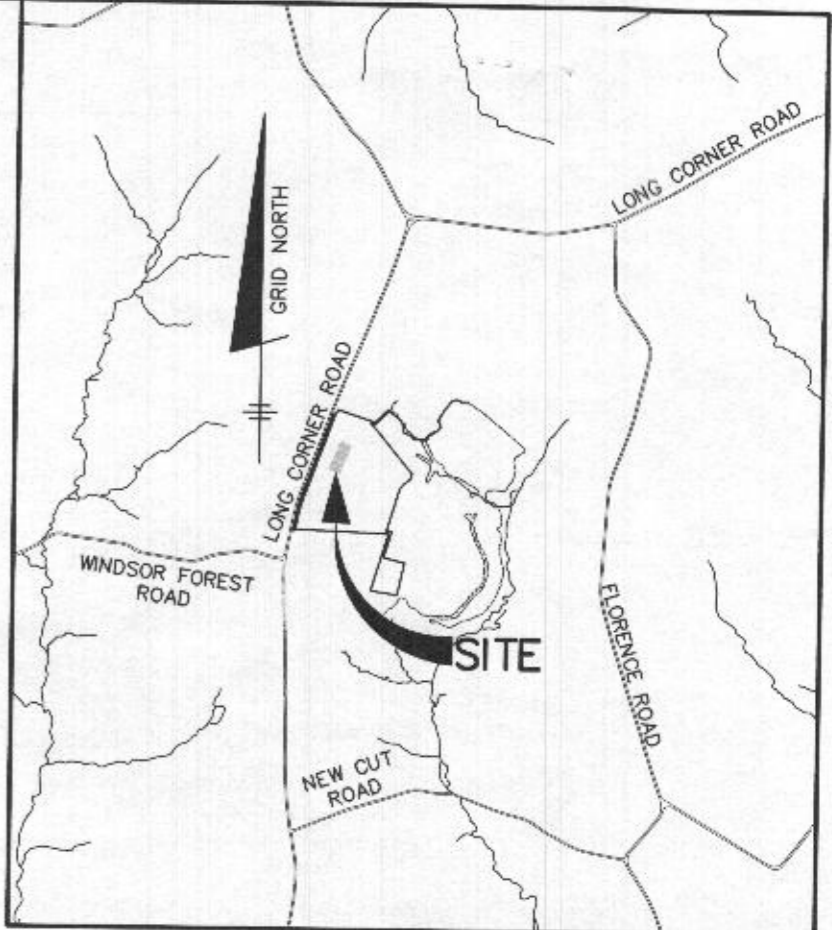 LONG CORNER ROAD
GRID NORTH
LONG CORNER ROAD
WINDSOR FOREST
ROAD
SITE
FLORENCE ROAD
NEW CUT
ROAD